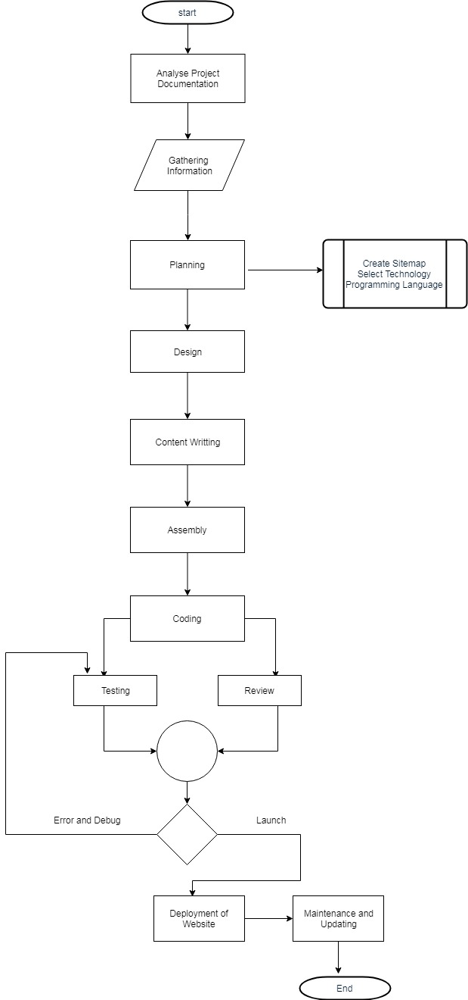 start
Analyse Project
Documentation
Gathering
Information
Planning
Create Sitemap
Select Technology
Programming Language
Design
Content Writting
Assembly
Coding
Testing
Review
Error and Debug
Launch
Deployment of
Website
Maintenance and
Updating
End